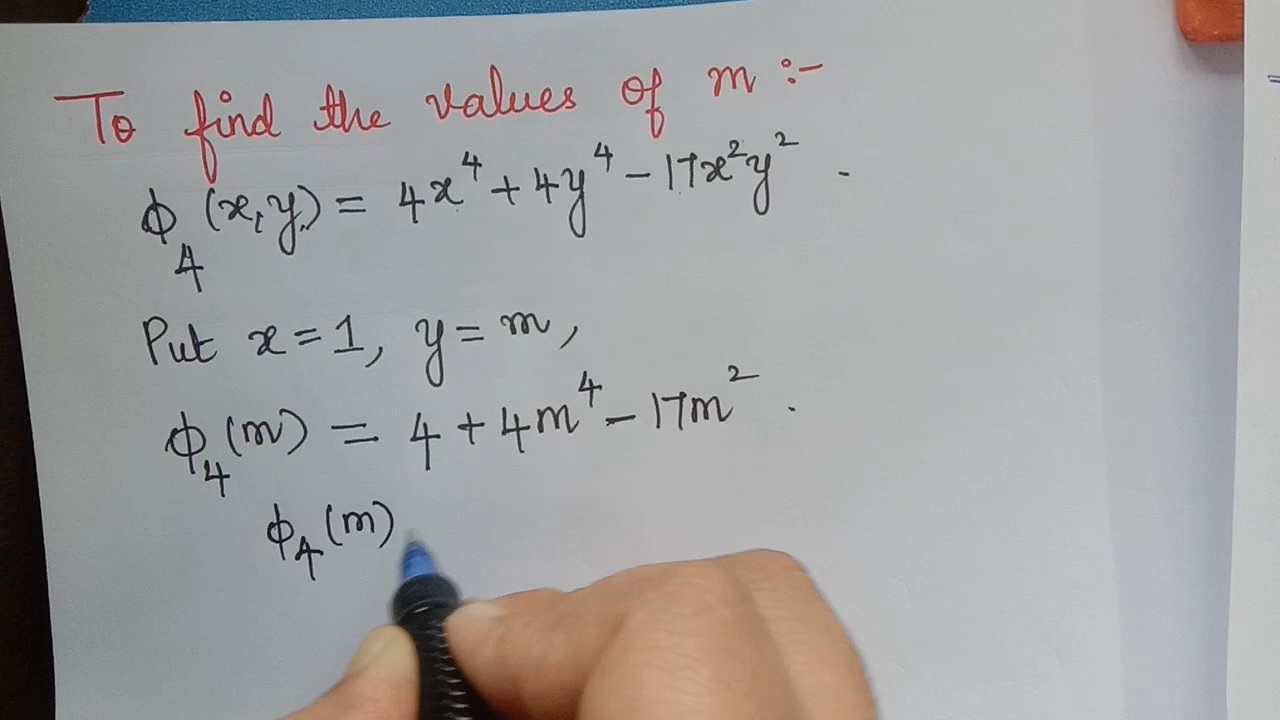 To find the values of m :-
ϕ₄(x,y) = 4x⁴ + 4y⁴ - 17x²y² .
Put x = 1, y = m,
ϕ₄(m) = 4 + 4m⁴ - 17m² .
ϕ₄(m)